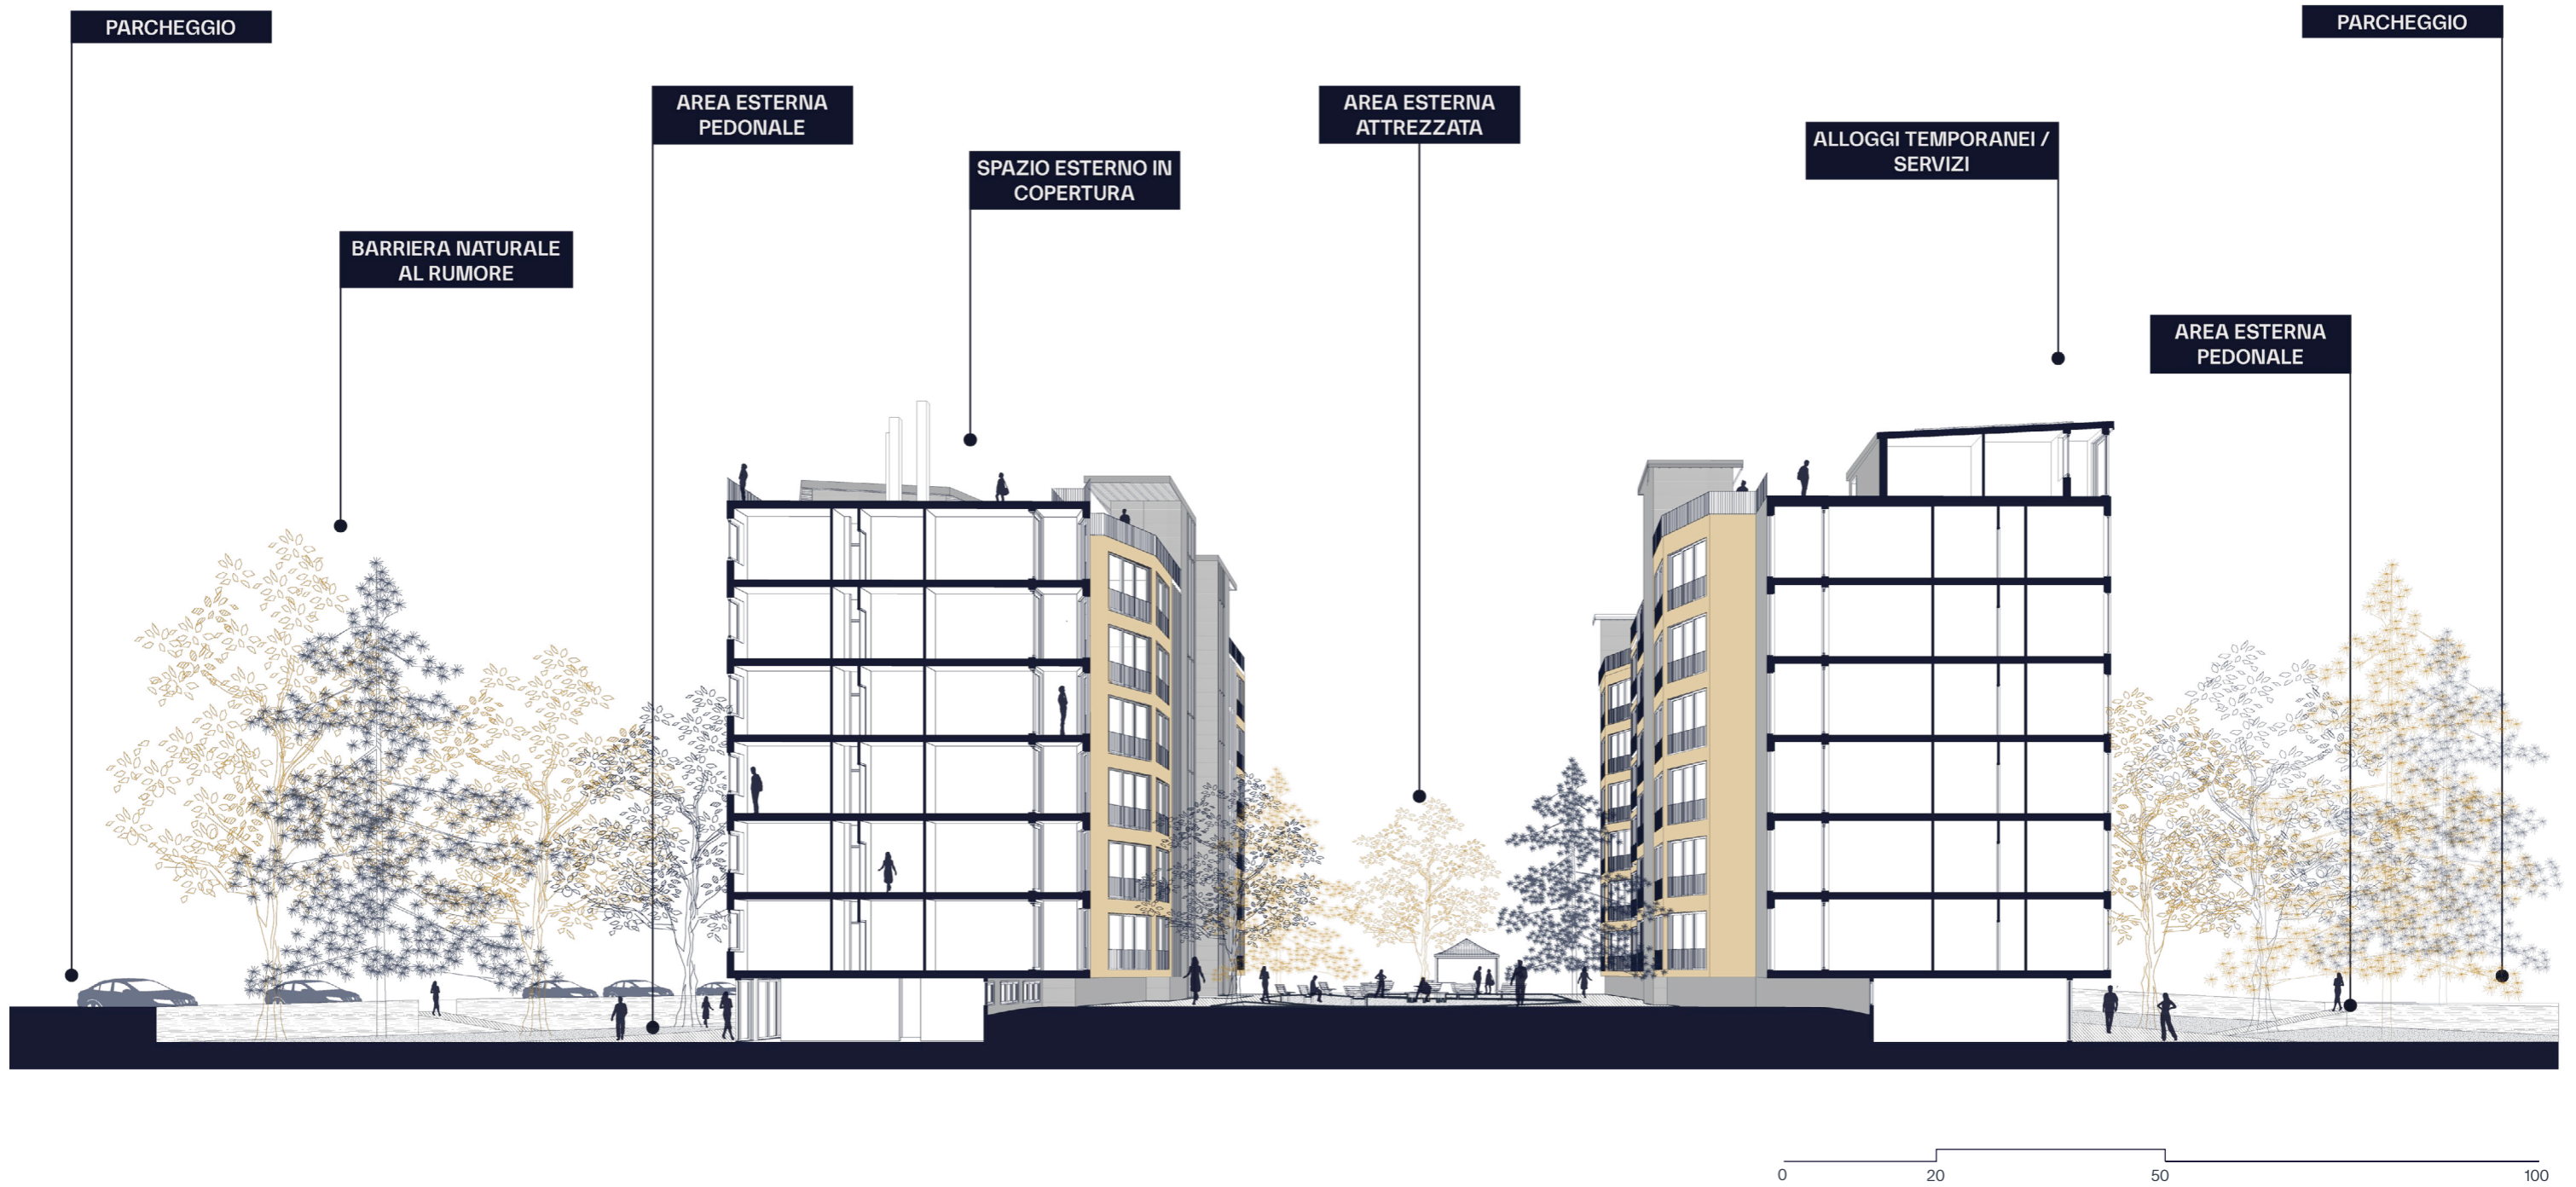 PARCHEGGIO
PARCHEGGIO
AREA ESTERNA
PEDONALE
AREA ESTERNA
ATTREZZATA
ALLOGGI TEMPORANEI /
SERVIZI
SPAZIO ESTERNO IN
COPERTURA
BARRIERA NATURALE
AL RUMORE
AREA ESTERNA
PEDONALE
0 20 50 100